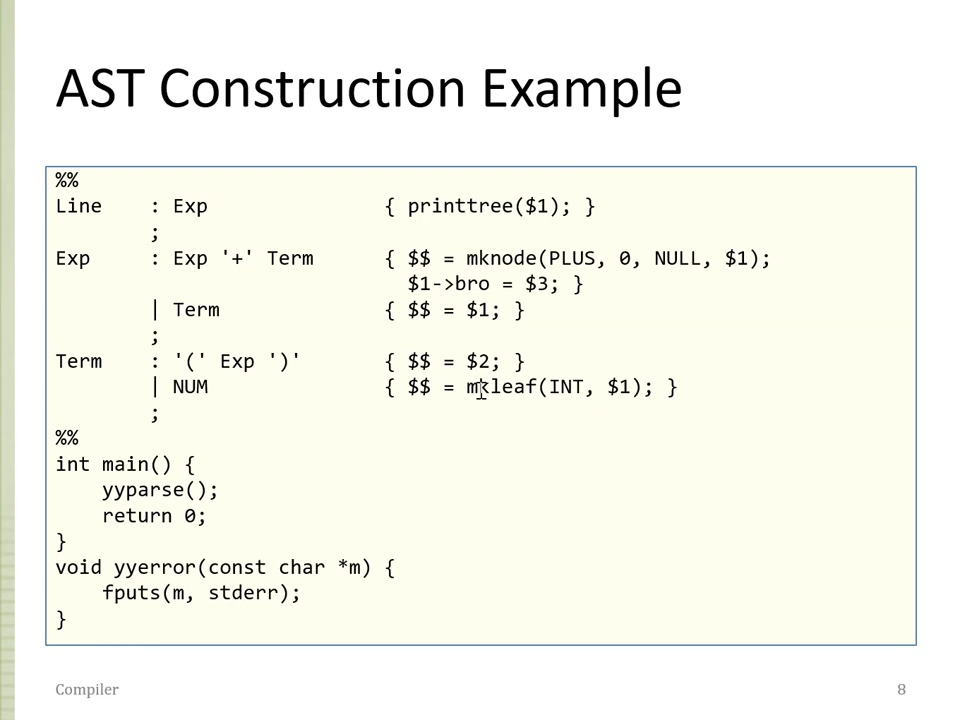 AST Construction Example
%%
Line    : Exp               { printtree($1); }
        ;
Exp     : Exp '+' Term      { $$ = mknode(PLUS, 0, NULL, $1);
                              $1->bro = $3; }
        | Term              { $$ = $1; }
        ;
Term    : '(' Exp ')'       { $$ = $2; }
        | NUM               { $$ = mkleaf(INT, $1); }
        ;
%%
int main() {
    yyparse();
    return 0;
}
void yyerror(const char *m) {
    fputs(m, stderr);
}
Compiler
8